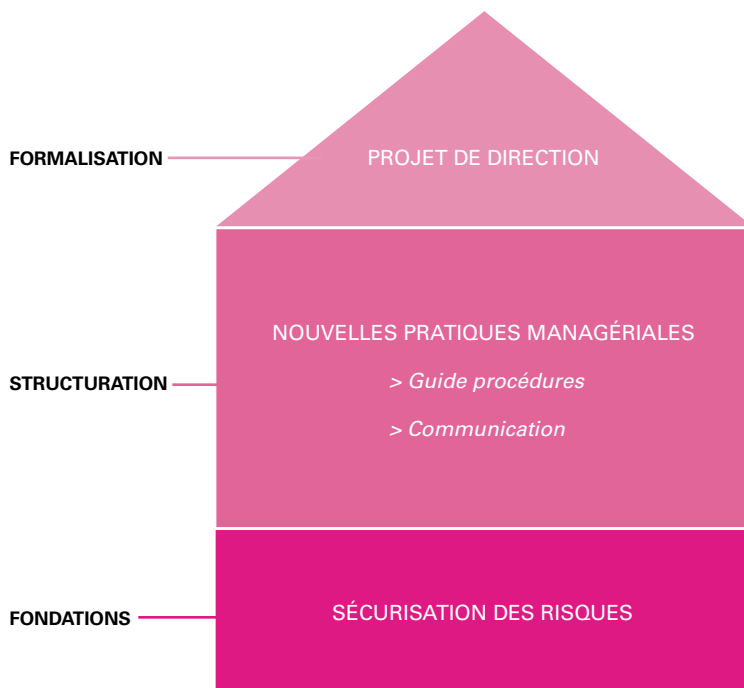 FORMALISATION
PROJET DE DIRECTION
STRUCTURATION
NOUVELLES PRATIQUES MANAGÉRIALES
> Guide procédures
> Communication
FONDATIONS
SÉCURISATION DES RISQUES